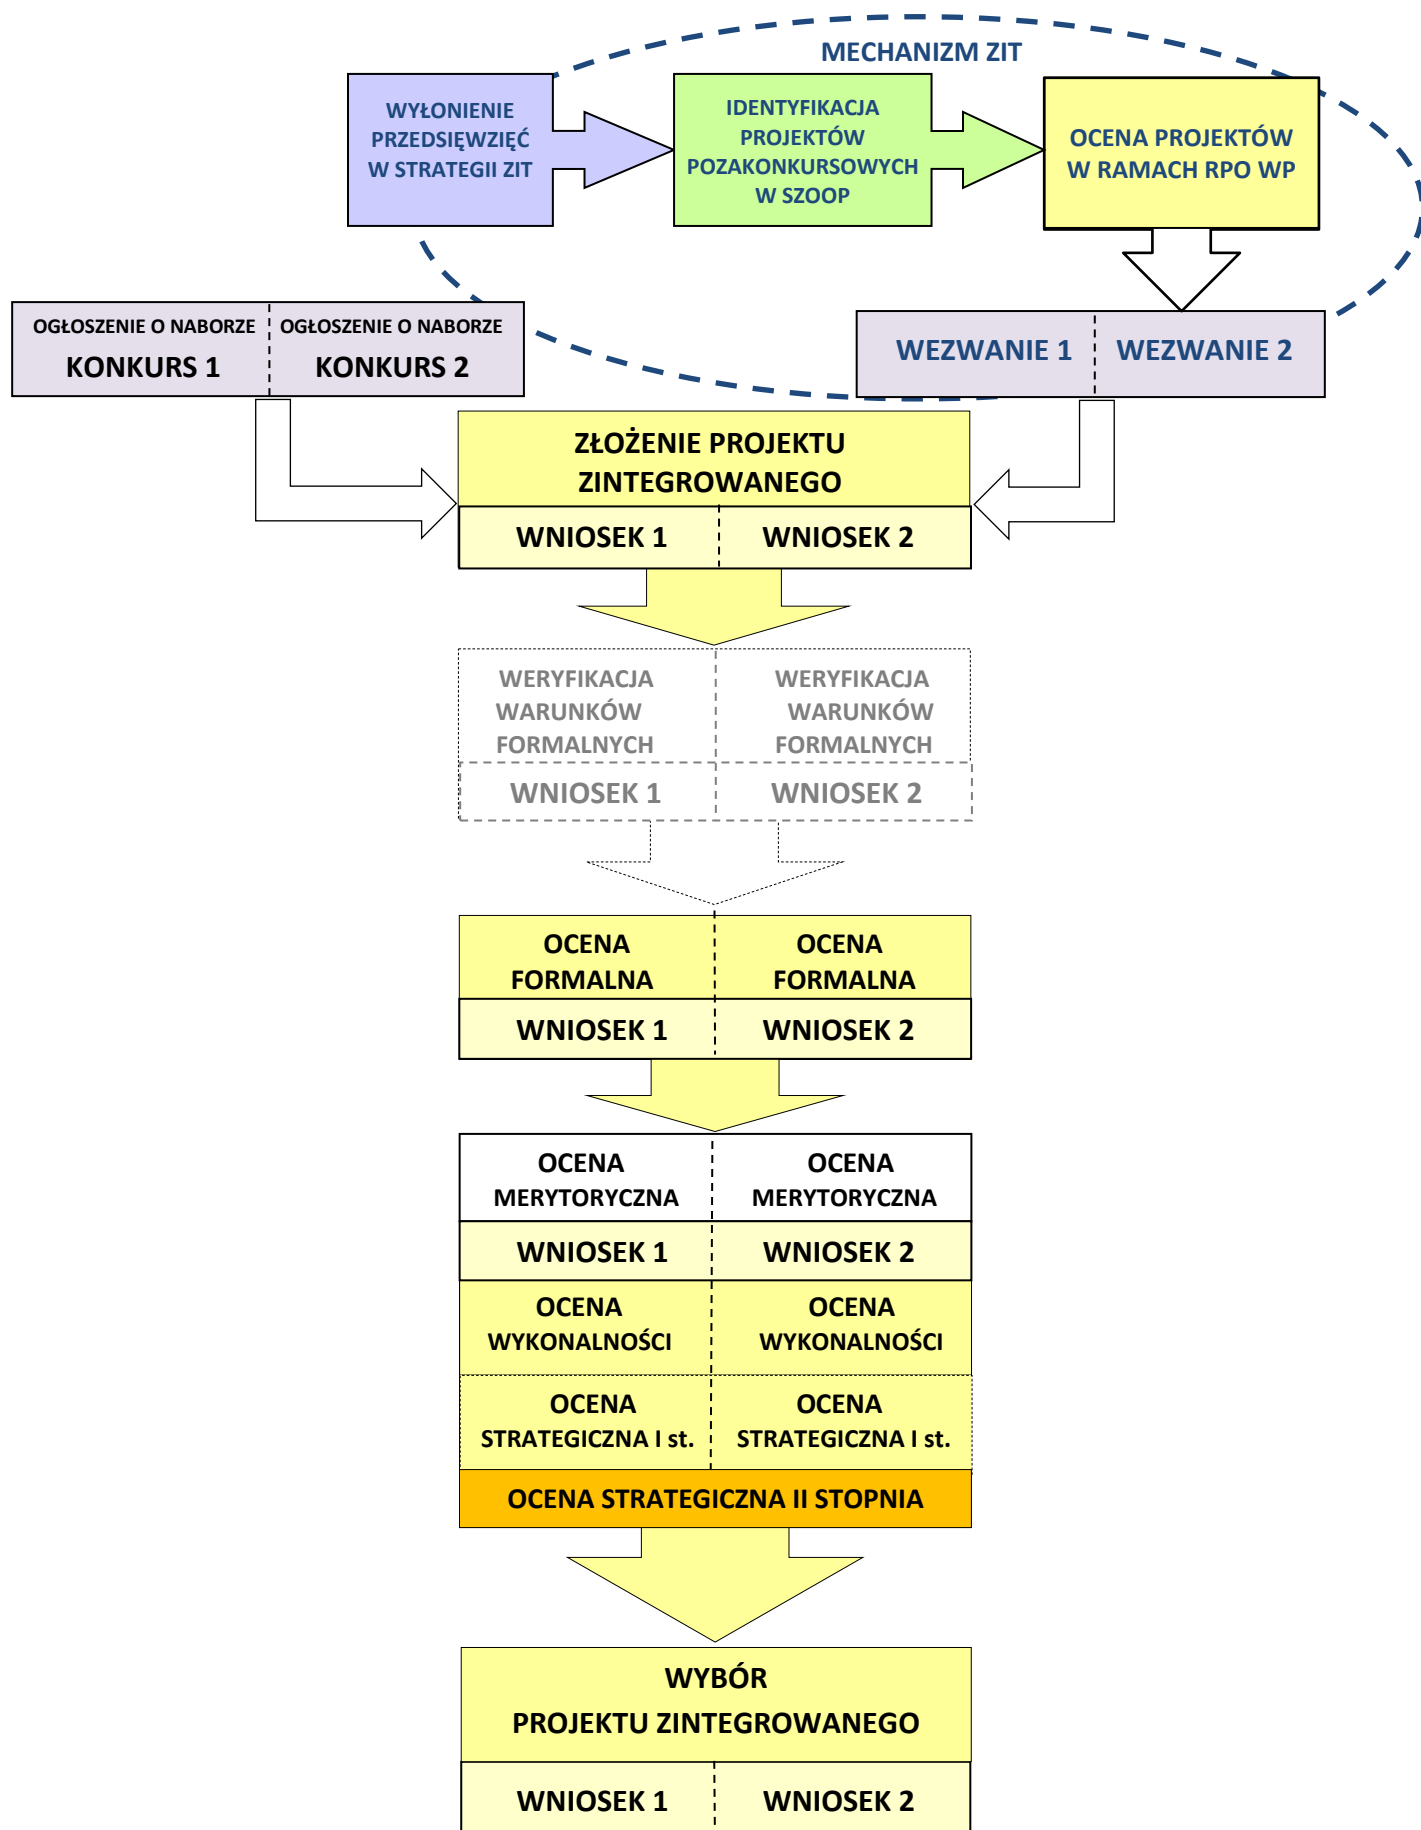 MECHANIZM ZIT
WYŁONIENIE
PRZEDSIĘWZIĘĆ
W STRATEGII ZIT
IDENTYFIKACJA
PROJEKTÓW
POZAKONKURSOWYCH
W SZOOP
OCENA PROJEKTÓW
W RAMACH RPO WP
OGŁOSZENIE O NABORZE
KONKURS 1
OGŁOSZENIE O NABORZE
KONKURS 2
WEZWANIE 1
WEZWANIE 2
ZŁOŻENIE PROJEKTU
ZINTEGROWANEGO
WNIOSEK 1
WNIOSEK 2
WERYFIKACJA
WARUNKÓW
FORMALNYCH
WERYFIKACJA
WARUNKÓW
FORMALNYCH
WNIOSEK 1
WNIOSEK 2
OCENA
FORMALNA
OCENA
FORMALNA
WNIOSEK 1
WNIOSEK 2
OCENA
MERYTORYCZNA
OCENA
MERYTORYCZNA
WNIOSEK 1
WNIOSEK 2
OCENA
WYKONALNOŚCI
OCENA
WYKONALNOŚCI
OCENA
STRATEGICZNA I st.
OCENA
STRATEGICZNA I st.
OCENA STRATEGICZNA II STOPNIA
WYBÓR
PROJEKTU ZINTEGROWANEGO
WNIOSEK 1
WNIOSEK 2